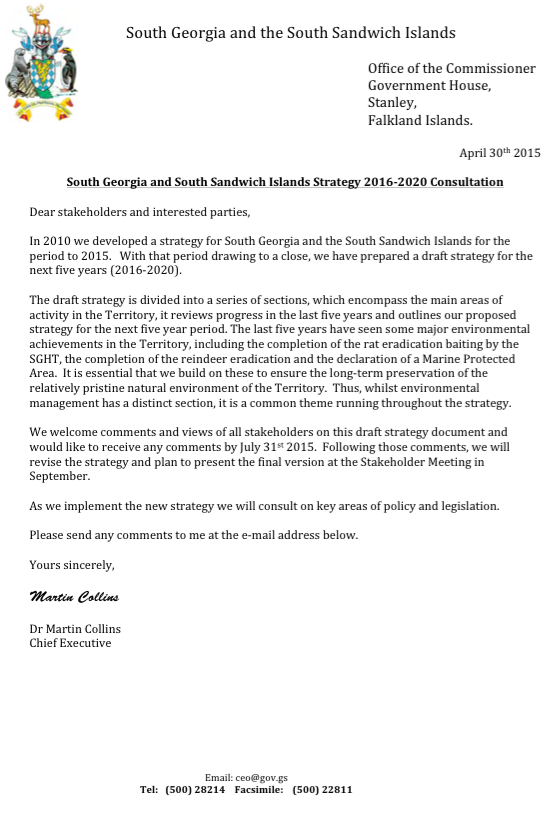 South Georgia and the South Sandwich Islands
Office of the Commissioner
Government House,
Stanley,
Falkland Islands.
April 30th 2015
South Georgia and South Sandwich Islands Strategy 2016-2020 Consultation
Dear stakeholders and interested parties,
In 2010 we developed a strategy for South Georgia and the South Sandwich Islands for the
period to 2015. With that period drawing to a close, we have prepared a draft strategy for the
next five years (2016-2020).
The draft strategy is divided into a series of sections, which encompass the main areas of
activity in the Territory, it reviews progress in the last five years and outlines our proposed
strategy for the next five year period. The last five years have seen some major environmental
achievements in the Territory, including the completion of the rat eradication baiting by the
SGHT, the completion of the reindeer eradication and the declaration of a Marine Protected
Area. It is essential that we build on these to ensure the long-term preservation of the
relatively pristine natural environment of the Territory. Thus, whilst environmental
management has a distinct section, it is a common theme running throughout the strategy.
We welcome comments and views of all stakeholders on this draft strategy document and
would like to receive any comments by July 31st 2015. Following those comments, we will
revise the strategy and plan to present the final version at the Stakeholder Meeting in
September.
As we implement the new strategy we will consult on key areas of policy and legislation.
Please send any comments to me at the e-mail address below.
Yours sincerely,
Martin Collins
Dr Martin Collins
Chief Executive
Email: ceo@gov.gs
Tel: (500) 28214 Facsimile: (500) 22811